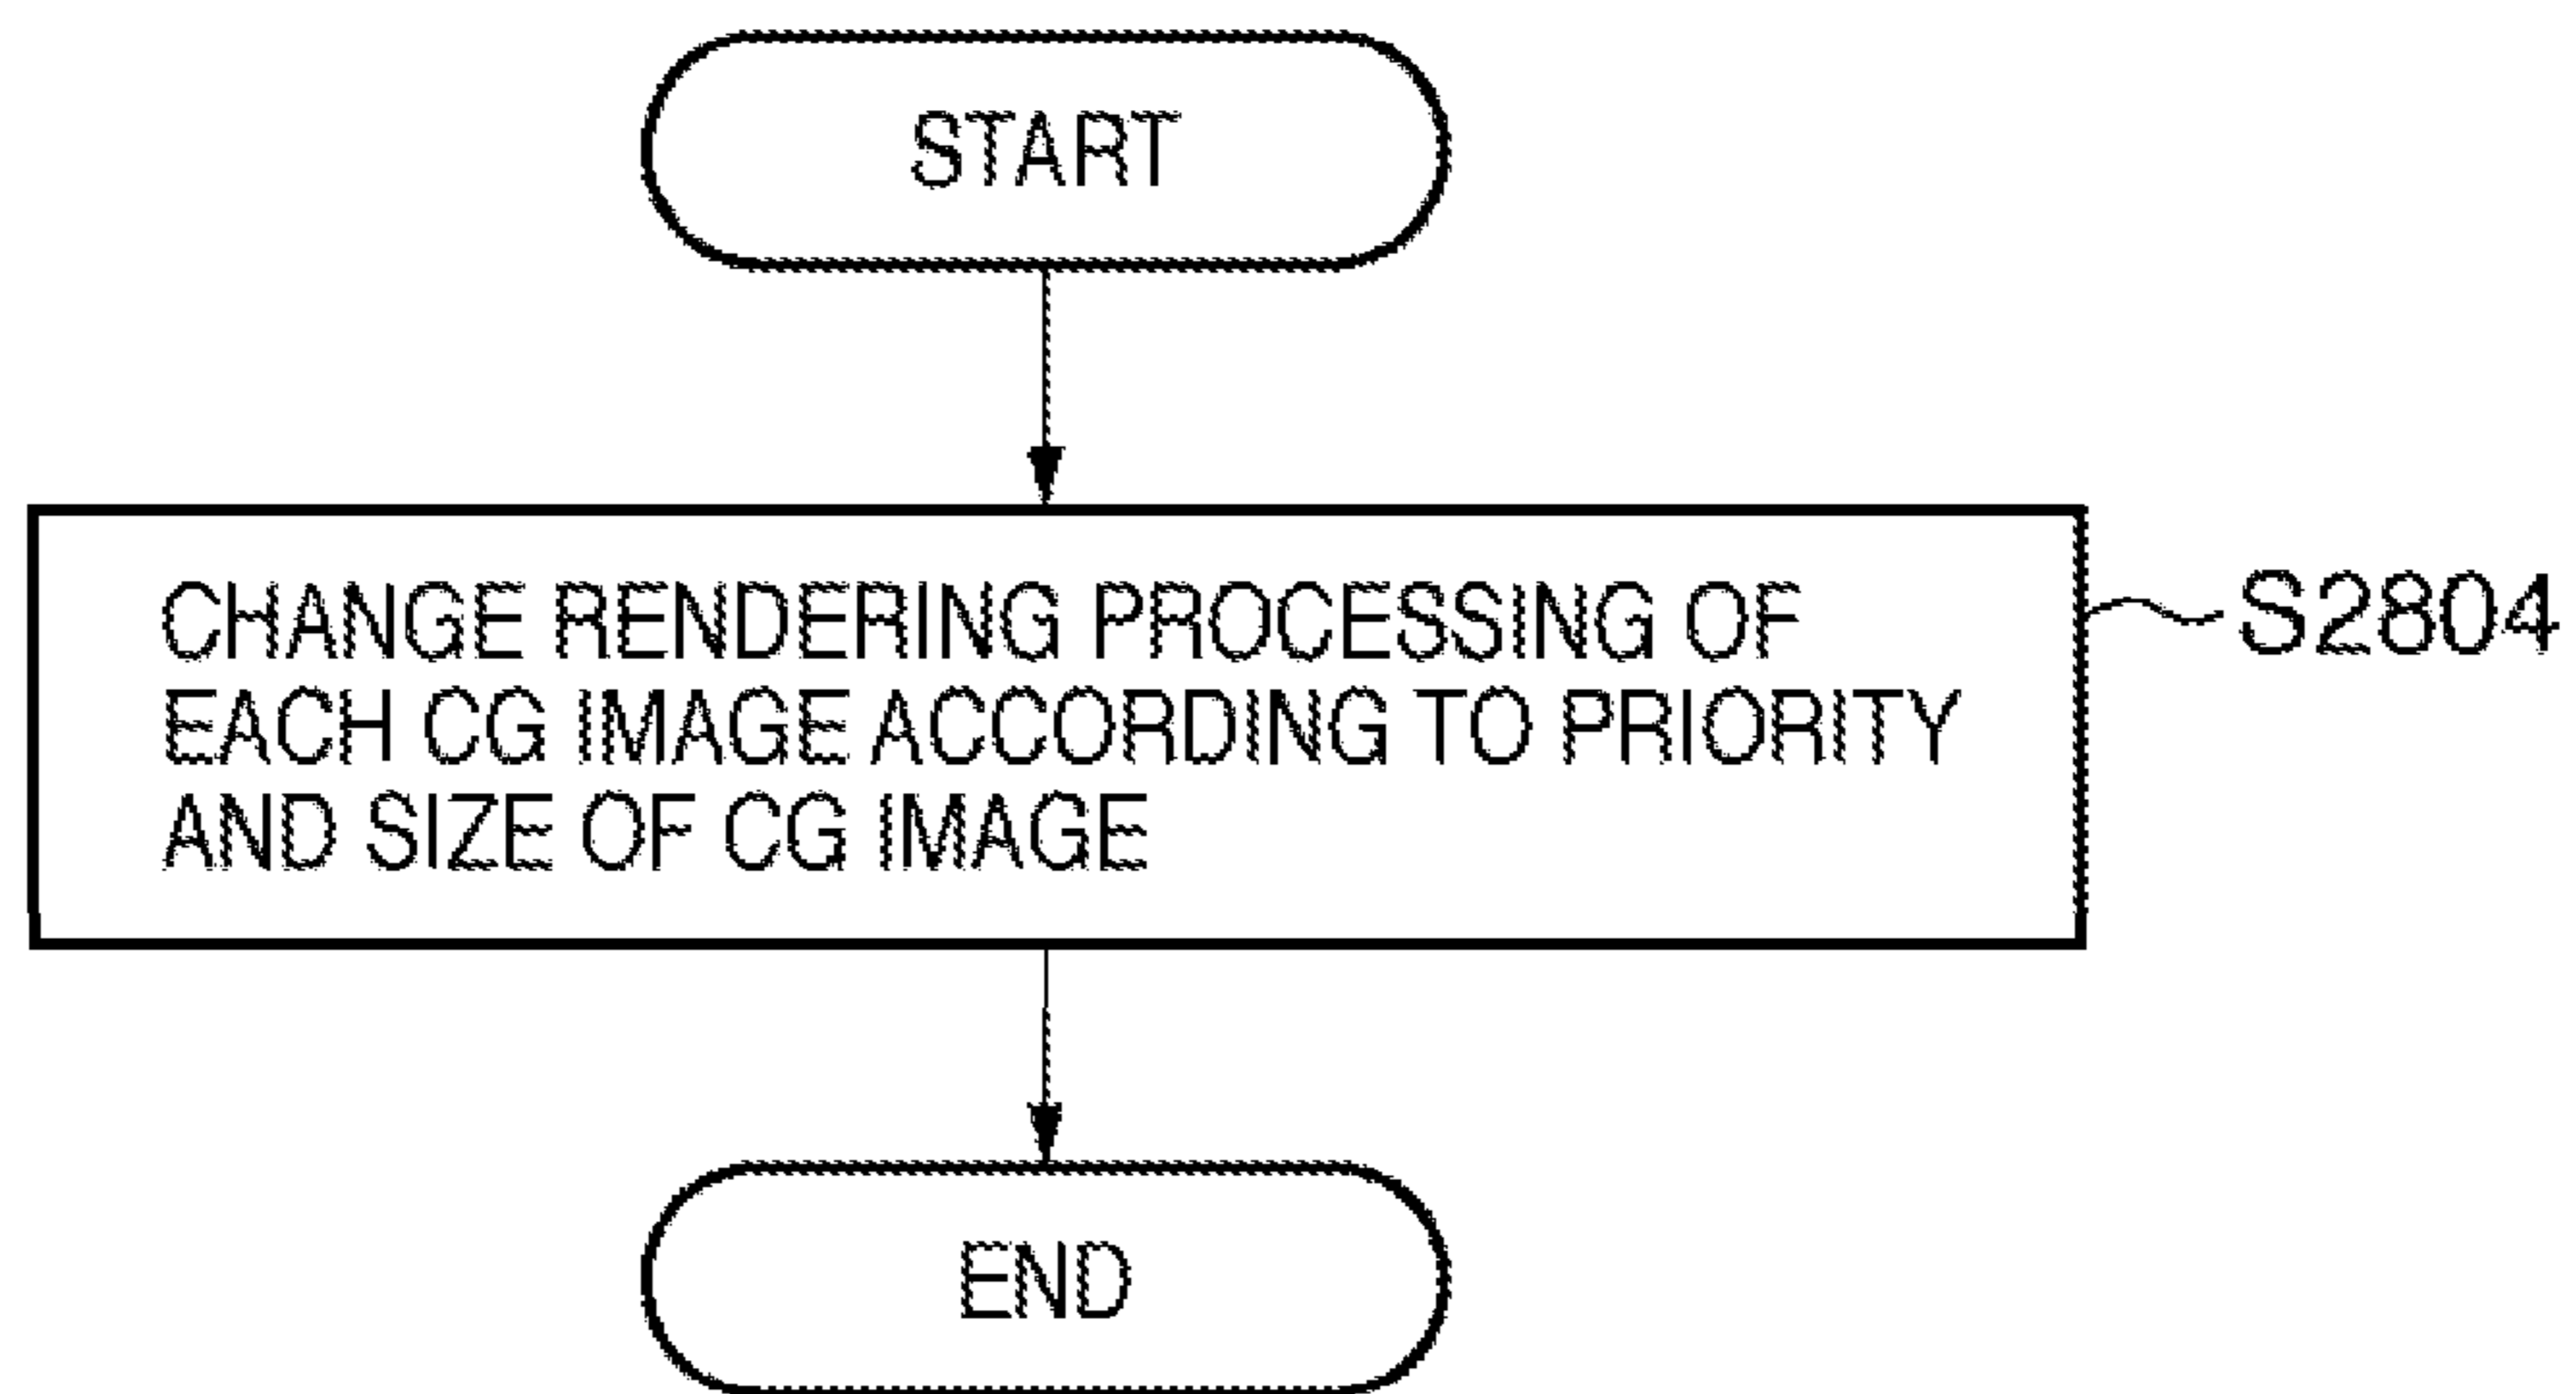 START
CHANGE RENDERING PROCESSING OF
EACH CG IMAGE ACCORDING TO PRIORITY
AND SIZE OF CG IMAGE
S2804
END